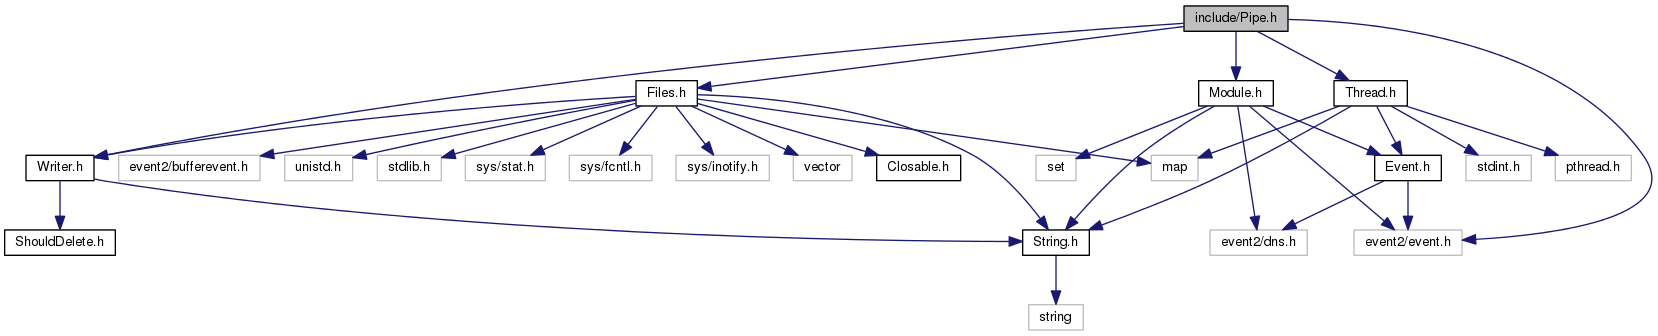 include/Pipe.h
Files.h
Module.h
Thread.h
Writer.h
event2/bufferevent.h
unistd.h
stdlib.h
sys/stat.h
sys/fcntl.h
sys/inotify.h
vector
Closable.h
set
map
Event.h
stdint.h
pthread.h
ShouldDelete.h
String.h
event2/dns.h
event2/event.h
string